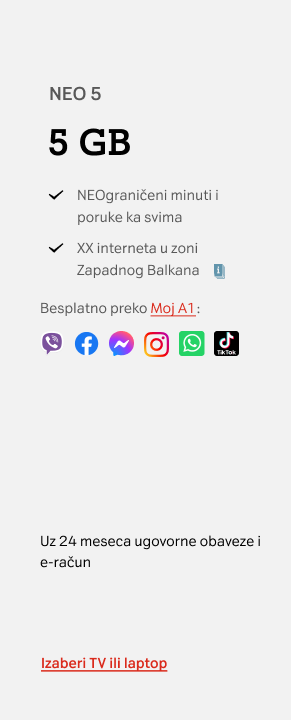 NEO 5
5 GB
NEOgraničeni minuti i
poruke ka svima
XX interneta u zoni
Zapadnog Balkana
Besplatno preko Moj A1:
TikTok
Uz 24 meseca ugovorne obaveze i
e-račun
Izaberi TV ili laptop